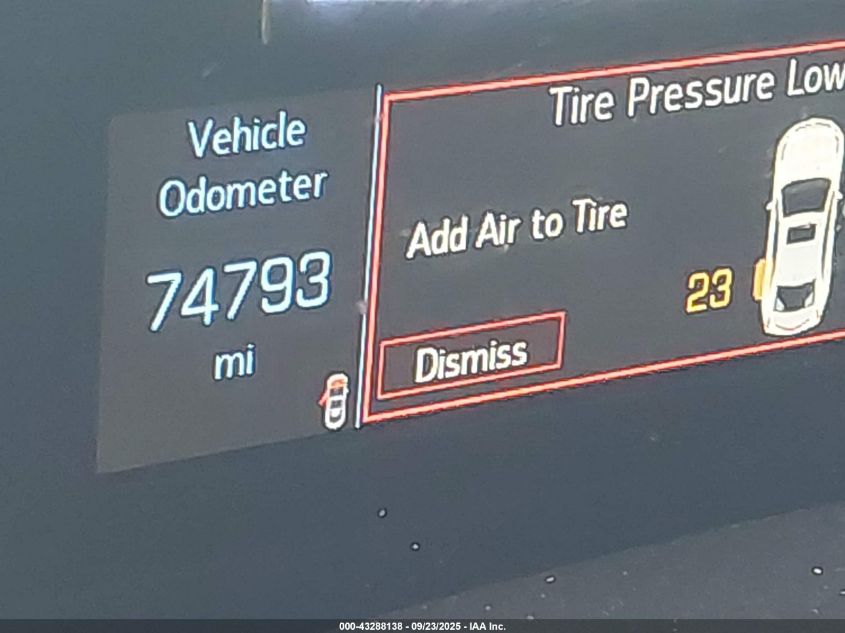 Vehicle
Odometer
74793
mi
Tire Pressure Low
Add Air to Tire
23
Dismiss
000-43288138 - 09/23/2025 - IAA Inc.